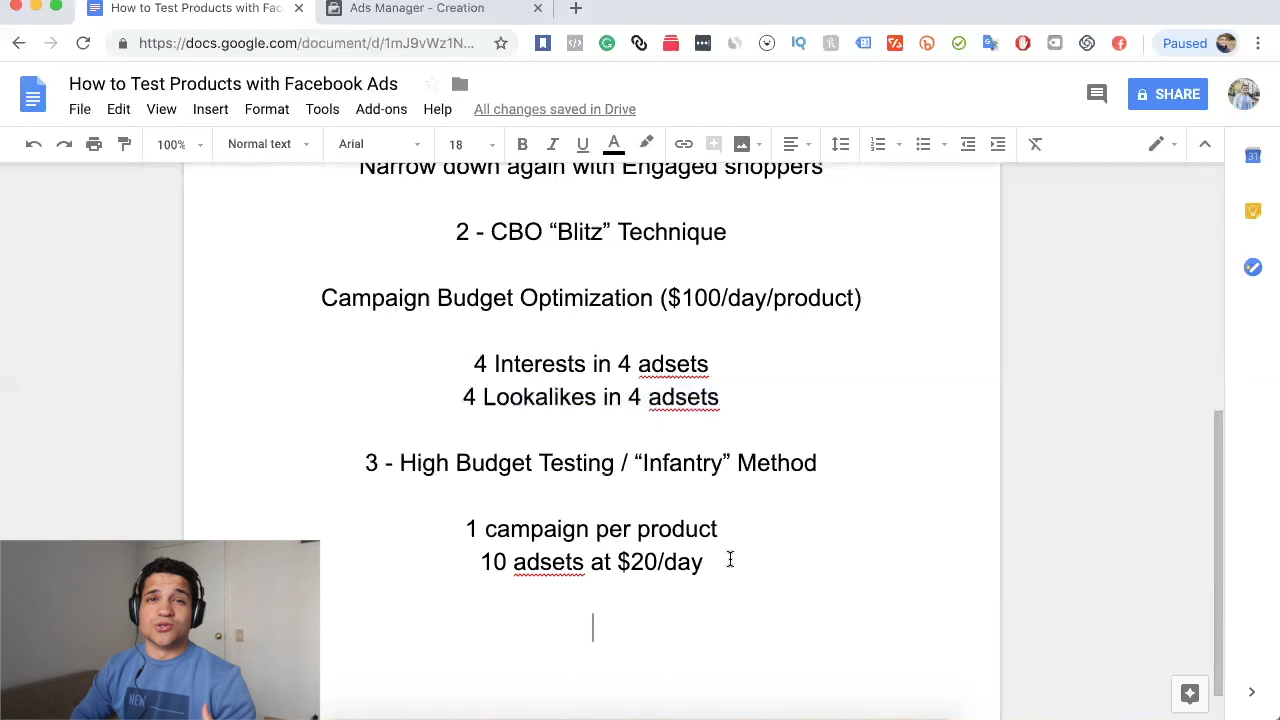 How to Test Products with Fac
Ads Manager - Creation
https://docs.google.com/document/d/1mJ9vWz1N...
Paused
How to Test Products with Facebook Ads
File Edit View Insert Format Tools Add-ons Help All changes saved in Drive
SHARE
100% Normal text Arial 18
Narrow down again with Engaged shoppers
2 - CBO “Blitz” Technique
Campaign Budget Optimization ($100/day/product)
4 Interests in 4 adsets
4 Lookalikes in 4 adsets
3 - High Budget Testing / “Infantry” Method
1 campaign per product
10 adsets at $20/day